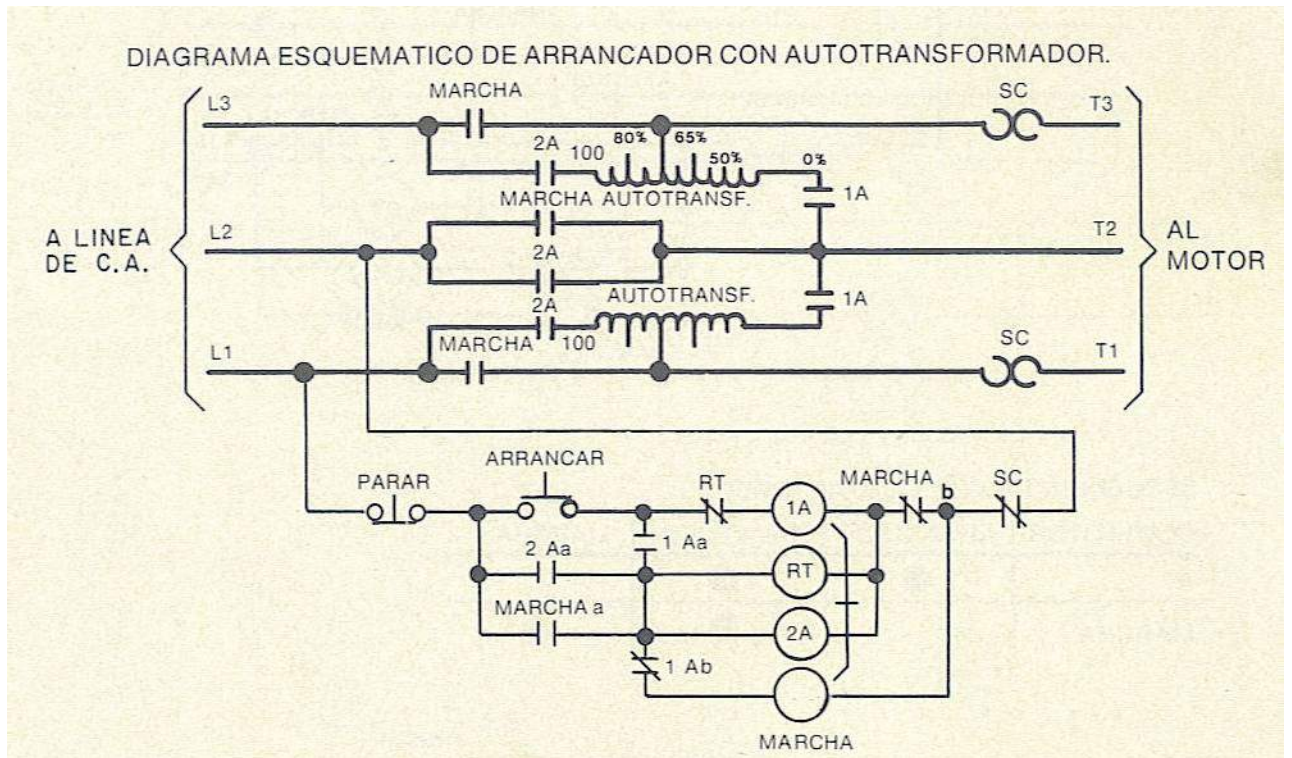 DIAGRAMA ESQUEMATICO DE ARRANCADOR CON AUTOTRANSFORMADOR.
MARCHA
SC
L3
T3
80%
65%
2A
100
50%
0%
1A
MARCHA AUTOTRANSF.
L2
T2
A LINEA
DE C.A.
AL
MOTOR
2A
AUTOTRANSF.
1A
2A
MARCHA
100
SC
L1
T1
ARRANCAR
PARAR
RT
MARCHA
b
SC
1A
2 Aa
1 Aa
RT
MARCHA a
2A
1 Ab
MARCHA